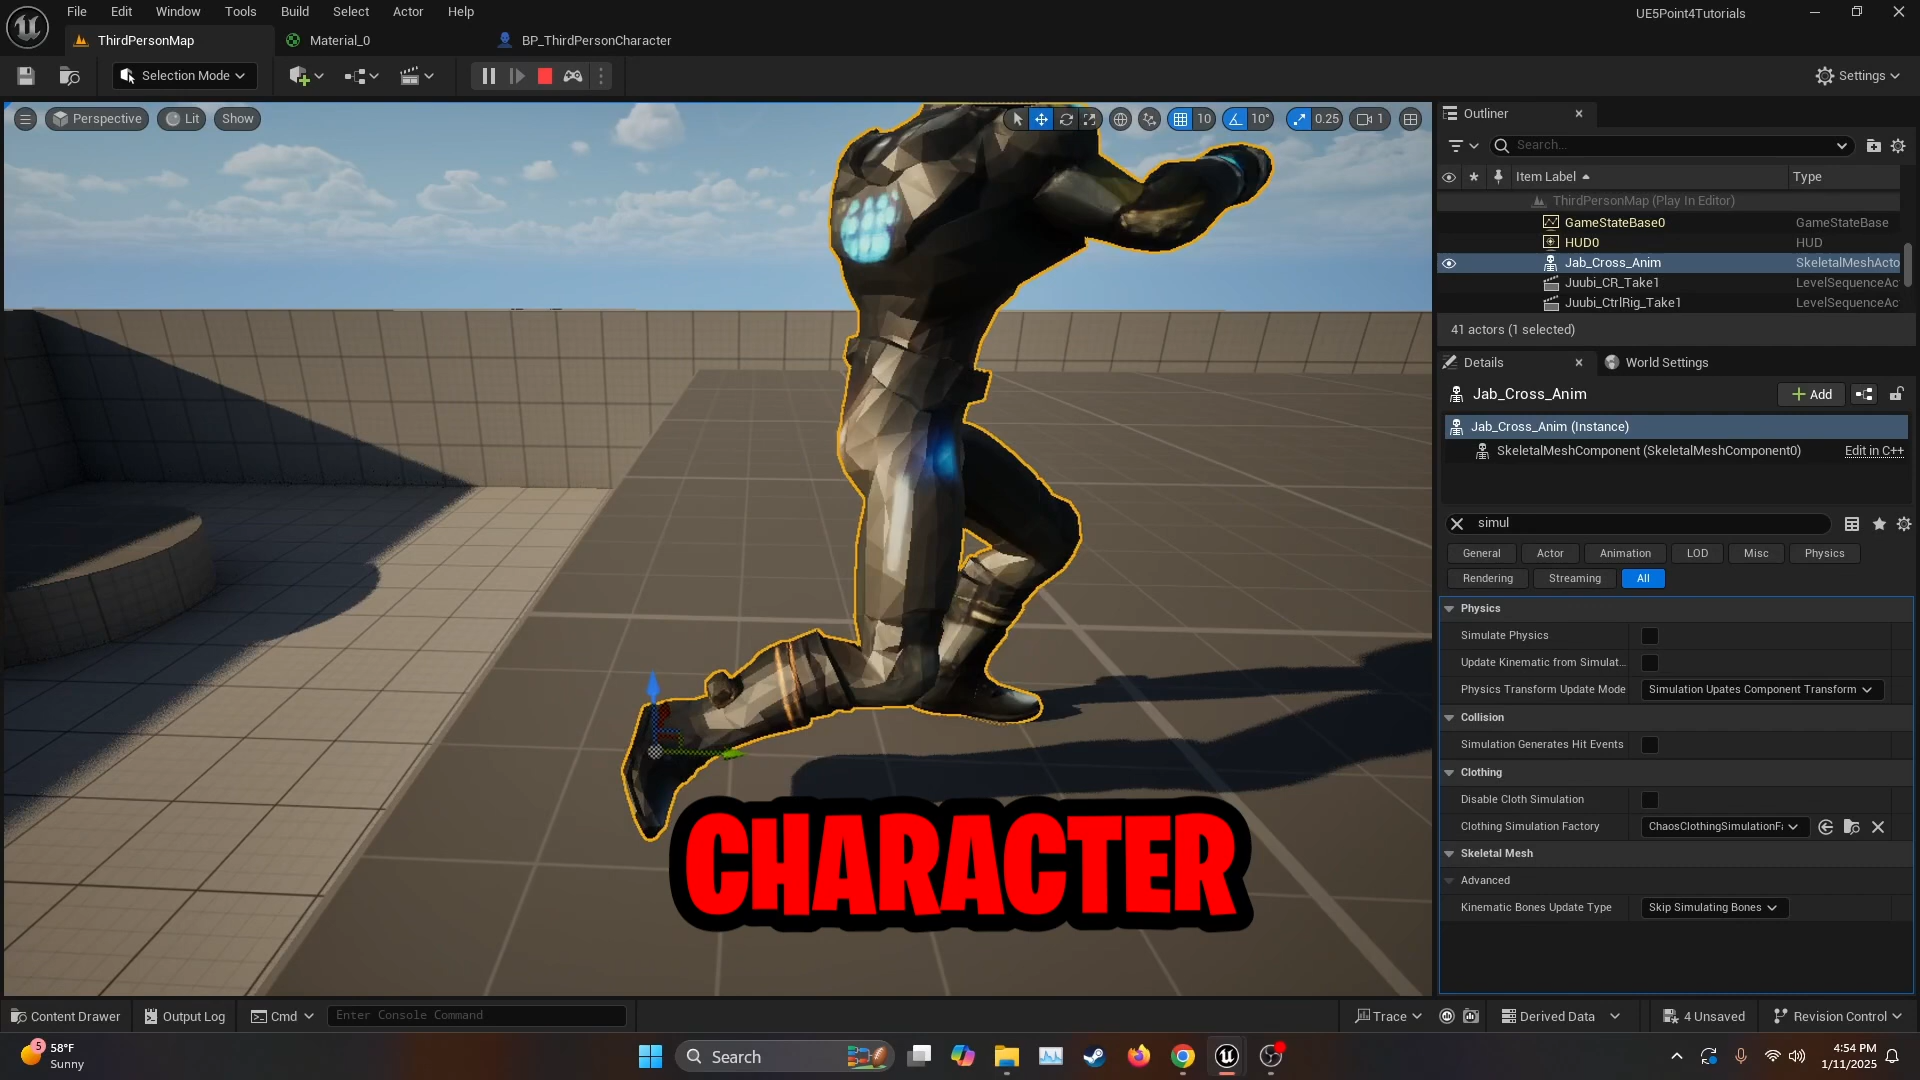 File Edit Window Tools Build Select Actor Help
UE5Point4Tutorials
ThirdPersonMap
Material_0
BP_ThirdPersonCharacter
Selection Mode
Settings
Perspective
Lit
Show
10
10°
0.25
1
Outliner
Search...
Item Label
Type
ThirdPersonMap (Play In Editor)
GameStateBase0 GameStateBase
HUD0 HUD
Jab_Cross_Anim SkeletalMeshActo
Juubi_CR_Take1 LevelSequenceAc
Juubi_CtrlRig_Take1 LevelSequenceAc
41 actors (1 selected)
Details
World Settings
Jab_Cross_Anim
Add
Jab_Cross_Anim (Instance)
SkeletalMeshComponent (SkeletalMeshComponent0) Edit in C++
simul
General Actor Animation LOD Misc Physics
Rendering Streaming All
Physics
Simulate Physics
Update Kinematic from Simulat...
Physics Transform Update Mode Simulation Upates Component Transform
Collision
Simulation Generates Hit Events
Clothing
Disable Cloth Simulation
Clothing Simulation Factory ChaosClothingSimulationFa
Skeletal Mesh
Advanced
Kinematic Bones Update Type Skip Simulating Bones
CHARACTER
Content Drawer
Output Log
Cmd
Enter Console Command
Trace
Derived Data
4 Unsaved
Revision Control
5
58°F
Sunny
Search
4:54 PM
1/11/2025